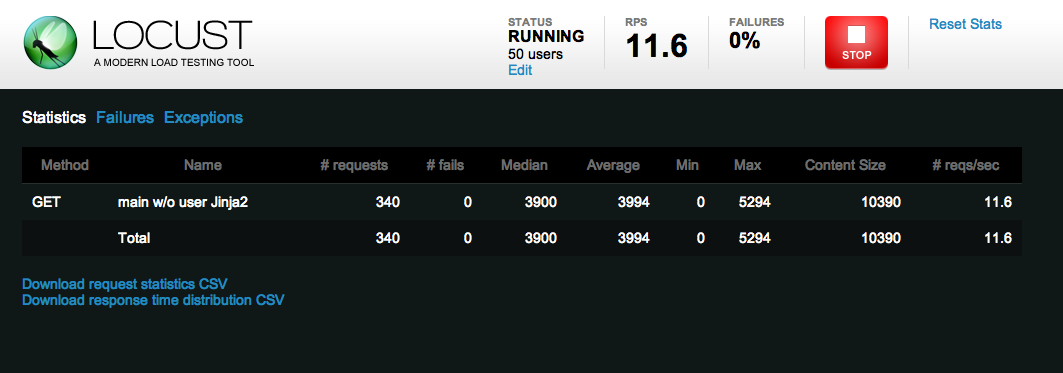 LOCUST
A MODERN LOAD TESTING TOOL
STATUS
RUNNING
50 users
Edit
RPS
11.6
FAILURES
0%
STOP
Reset Stats
Statistics Failures Exceptions
Method Name # requests # fails Median Average Min Max Content Size # reqs/sec
GET main w/o user Jinja2 340 0 3900 3994 0 5294 10390 11.6
Total 340 0 3900 3994 0 5294 10390 11.6
Download request statistics CSV
Download response time distribution CSV